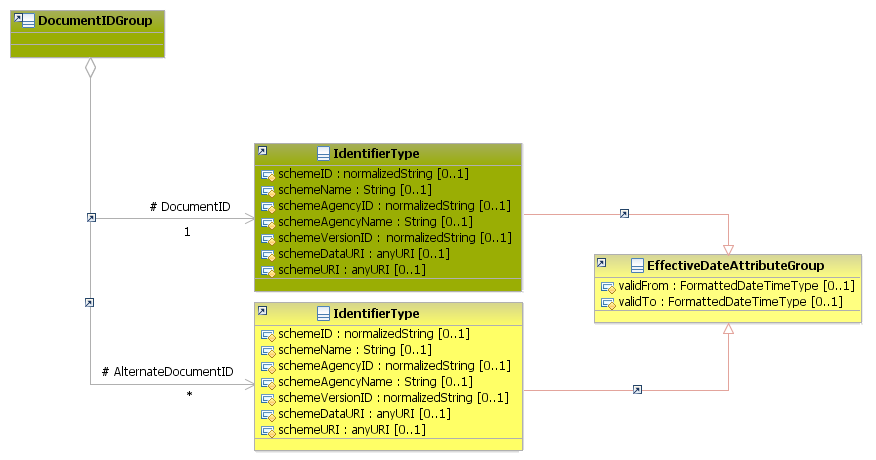 DocumentIDGroup
IdentifierType
schemeID : normalizedString [0..1]
schemeName : String [0..1]
schemeAgencyID : normalizedString [0..1]
schemeAgencyName : String [0..1]
schemeVersionID : normalizedString [0..1]
schemeDataURI : anyURI [0..1]
schemeURI : anyURI [0..1]
# DocumentID
1
EffectiveDateAttributeGroup
validFrom : FormattedDateTimeType [0..1]
validTo : FormattedDateTimeType [0..1]
IdentifierType
schemeID : normalizedString [0..1]
schemeName : String [0..1]
schemeAgencyID : normalizedString [0..1]
schemeAgencyName : String [0..1]
schemeVersionID : normalizedString [0..1]
schemeDataURI : anyURI [0..1]
schemeURI : anyURI [0..1]
# AlternateDocumentID
*